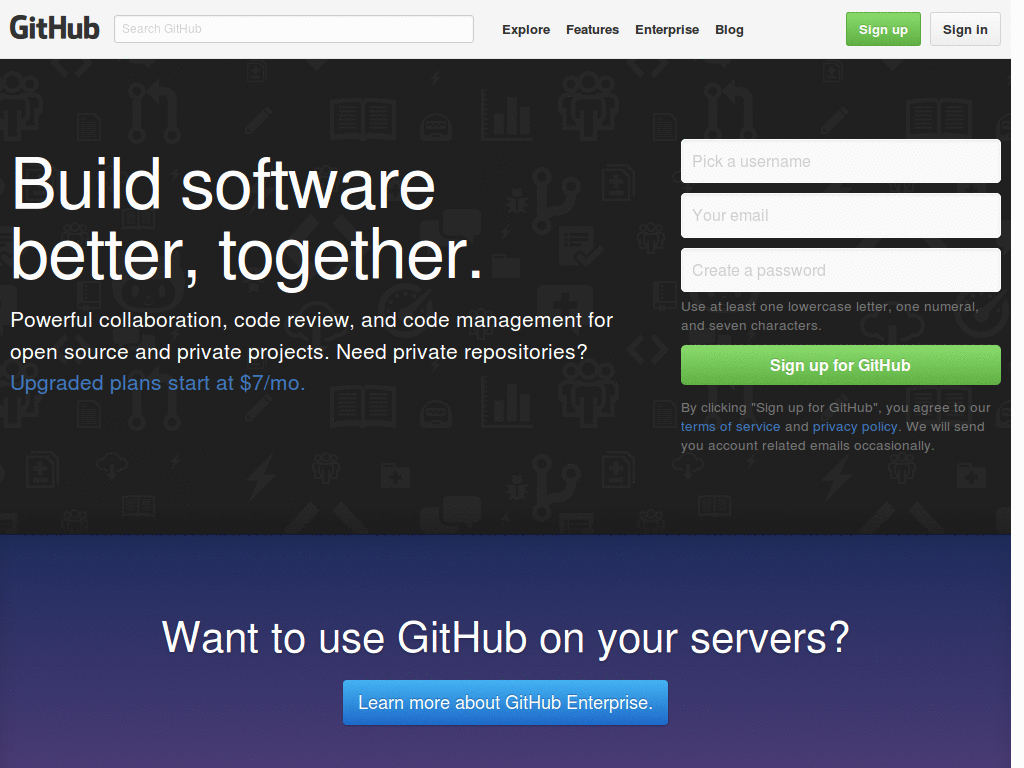 GitHub
Search GitHub
Explore
Features
Enterprise
Blog
Sign up
Sign in
Build software
better, together.
Powerful collaboration, code review, and code management for
open source and private projects. Need private repositories?
Upgraded plans start at $7/mo.
Pick a username
Your email
Create a password
Use at least one lowercase letter, one numeral,
and seven characters.
Sign up for GitHub
By clicking "Sign up for GitHub", you agree to our
terms of service and privacy policy. We will send
you account related emails occasionally.
Want to use GitHub on your servers?
Learn more about GitHub Enterprise.